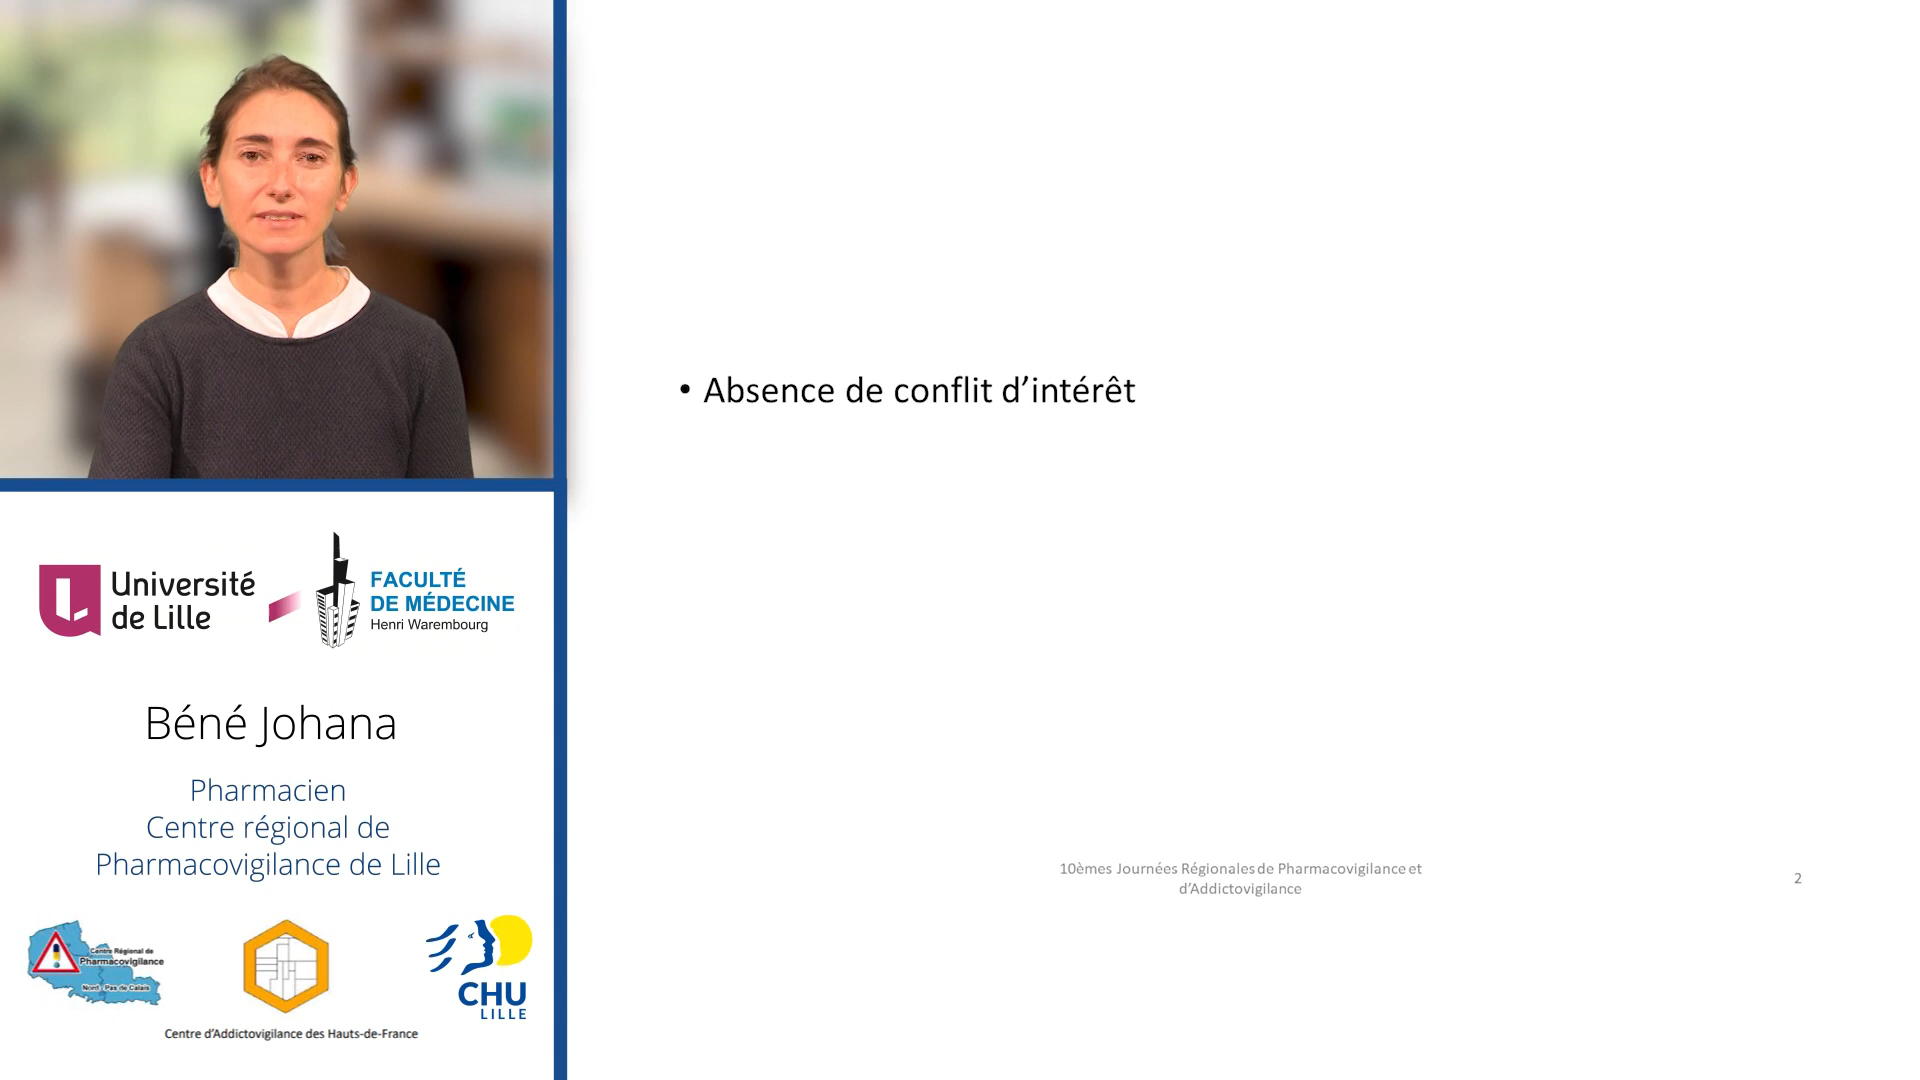 Université
de Lille
FACULTÉ
DE MÉDECINE
Henri Warembourg
Béné Johana
Pharmacien
Centre régional de
Pharmacovigilance de Lille
Centre Régional de
Pharmacovigilance
Nord - Pas de Calais
CHU
LILLE
Centre d'Addictovigilance des Hauts-de-France
• Absence de conflit d’intérêt
10èmes Journées Régionales de Pharmacovigilance et
d’Addictovigilance
2